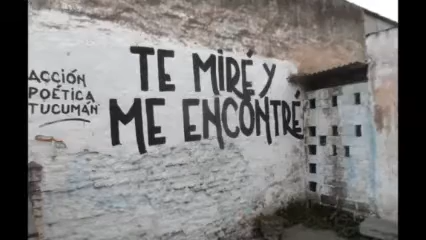 ACCIÓN
POÉTICA
TUCUMÁN
TE MIRÉ Y
ME ENCONTRÉ